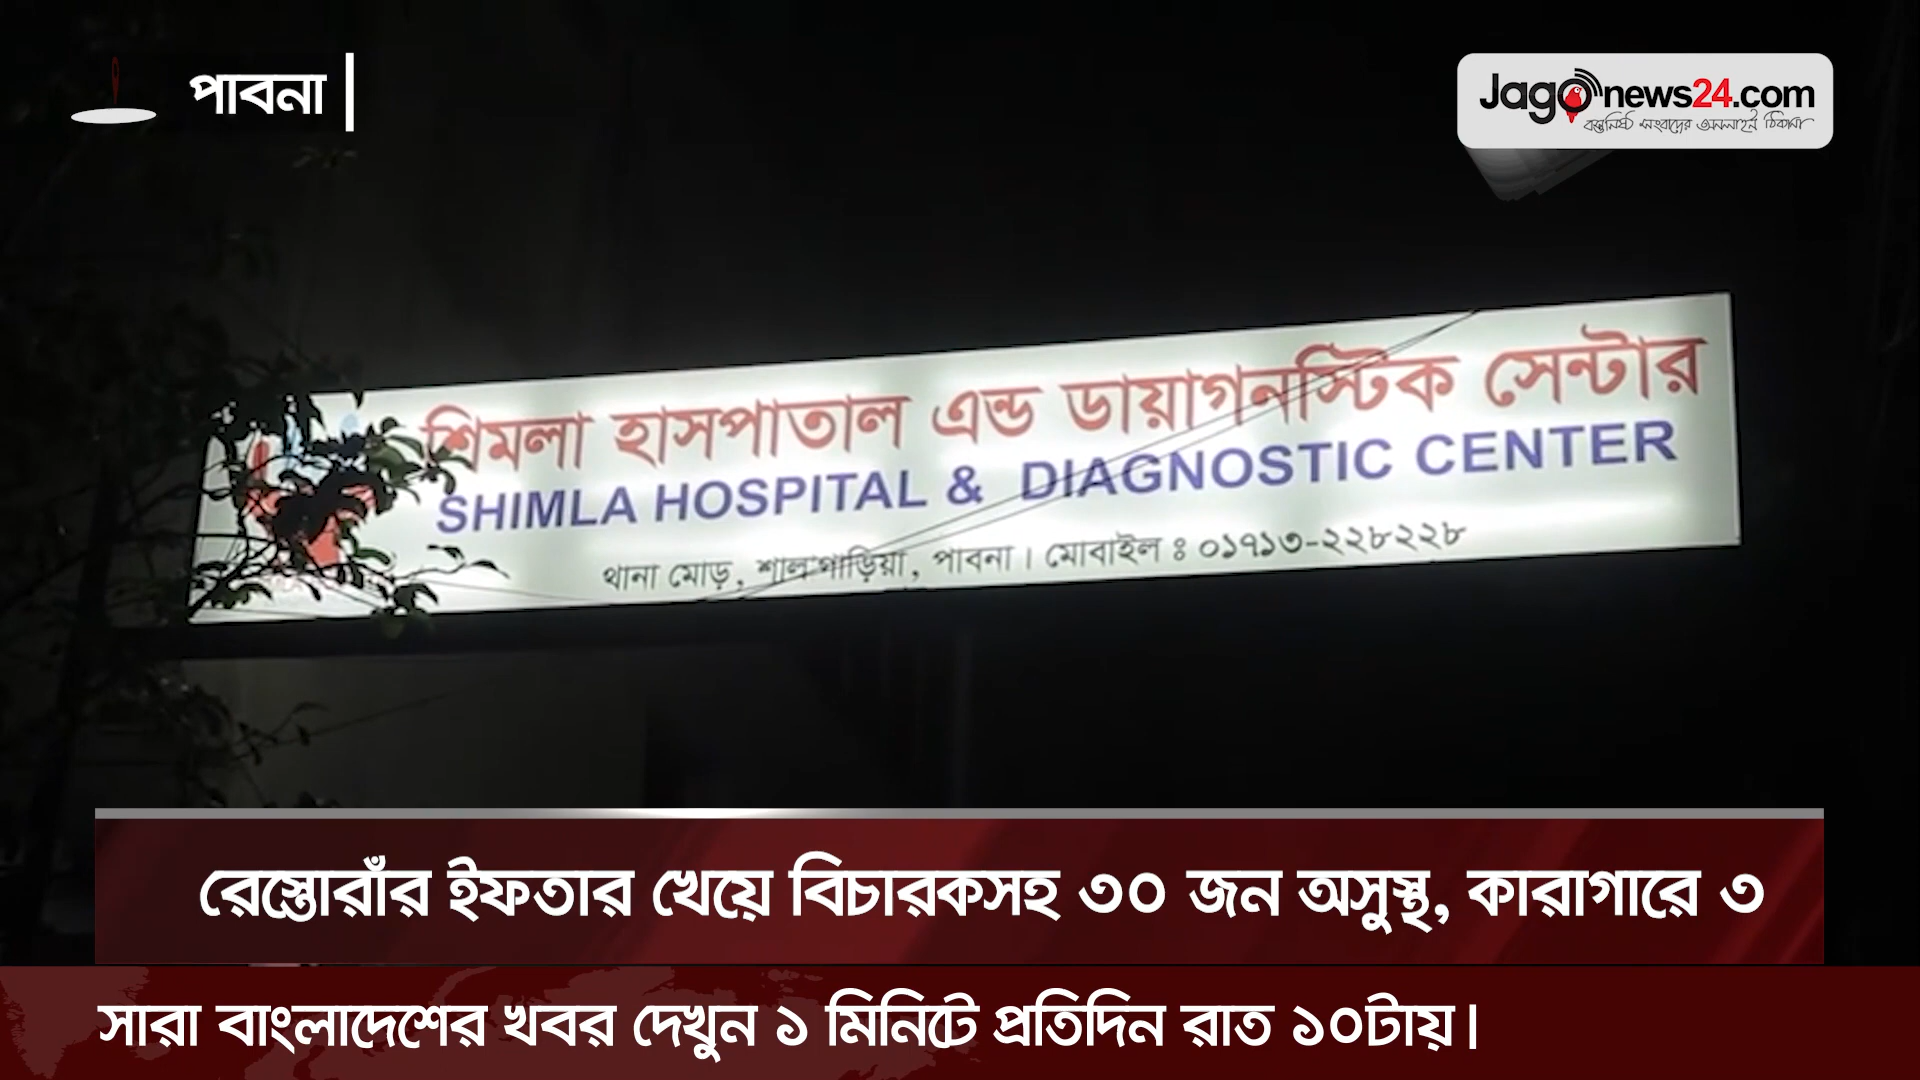 পাবনা
Jagonews24.com
বস্তুনিষ্ঠ সংবাদের অনলাইন ঠিকানা
শিমলা হাসপাতাল এন্ড ডায়াগনস্টিক সেন্টার
SHIMLA HOSPITAL & DIAGNOSTIC CENTER
থানা মোড়, শালগাড়িয়া, পাবনা। মোবাইল ঃ ০১৭১৩-২২৮২২৮
রেস্তোরাঁর ইফতার খেয়ে বিচারকসহ ৩০ জন অসুস্থ, কারাগারে ৩
সারা বাংলাদেশের খবর দেখুন ১ মিনিটে প্রতিদিন রাত ১০টায়।